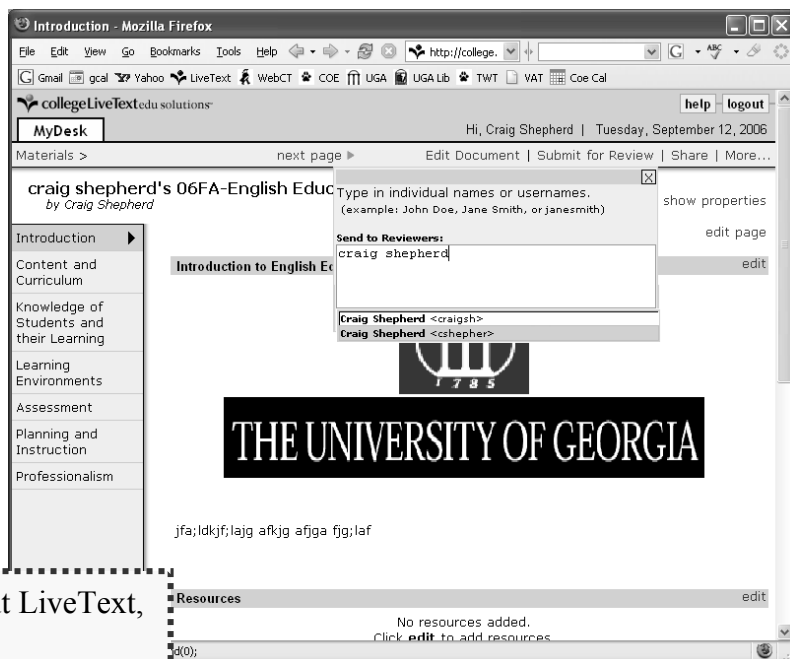 Introduction - Mozilla Firefox
File Edit View Go Bookmarks Tools Help http://college. G ABC
G Gmail gcal Yahoo LiveText WebCT COE UGA UGA Lib TWT VAT Coe Cal
collegeLiveText edu solutions help logout
MyDesk Hi, Craig Shepherd | Tuesday, September 12, 2006
Materials > next page Edit Document | Submit for Review | Share | More...
craig shepherd's 06FA-English Educ
by Craig Shepherd
show properties
edit page
Type in individual names or usernames.
(example: John Doe, Jane Smith, or janesmith)
Send to Reviewers:
craig shepherd
Craig Shepherd <craigsh>
Craig Shepherd <cshepher>
Introduction
Content and
Curriculum
Knowledge of
Students and
their Learning
Learning
Environments
Assessment
Planning and
Instruction
Professionalism
Introduction to English Ed edit
1785
THE UNIVERSITY OF GEORGIA
jfa;ldkjf;lajg afkjg afjga fjg;laf
Resources edit
No resources added.
Click edit to add resources
LiveText,
d(0);